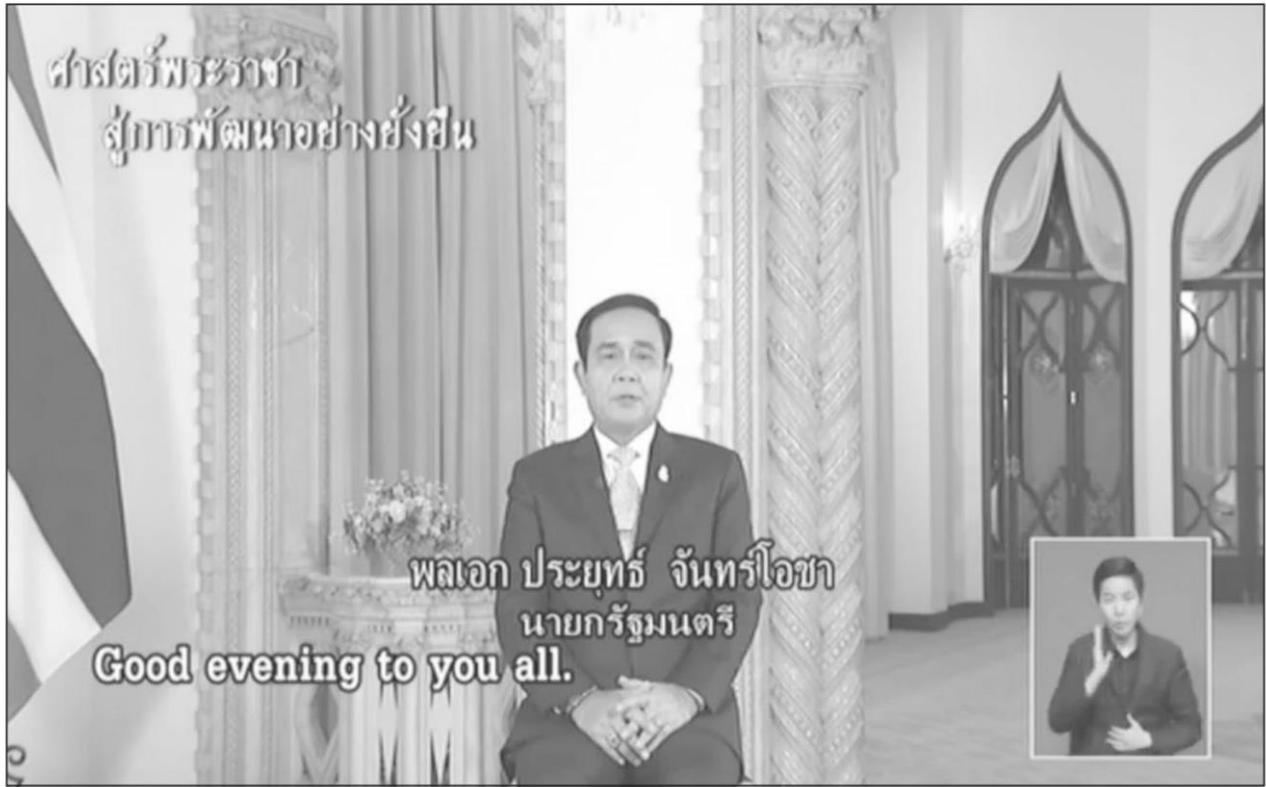 ศาสตร์พระราชา
สู่การพัฒนาอย่างยั่งยืน
พลเอก ประยุทธ์ จันทร์โอชา
นายกรัฐมนตรี
Good evening to you all.